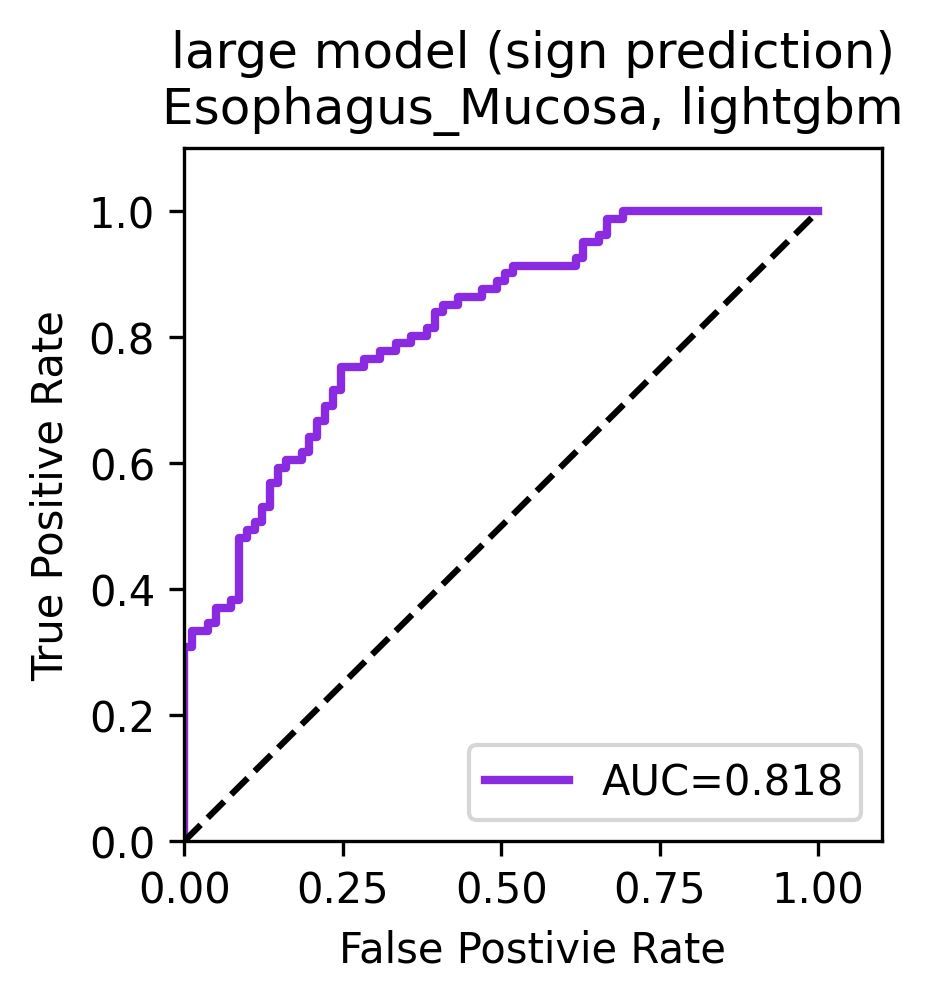 large model (sign prediction)
Esophagus_Mucosa, lightgbm
1.0
0.8
0.6
0.4
0.2
0.0
True Positive Rate
AUC=0.818
0.00 0.25 0.50 0.75 1.00
False Postivie Rate